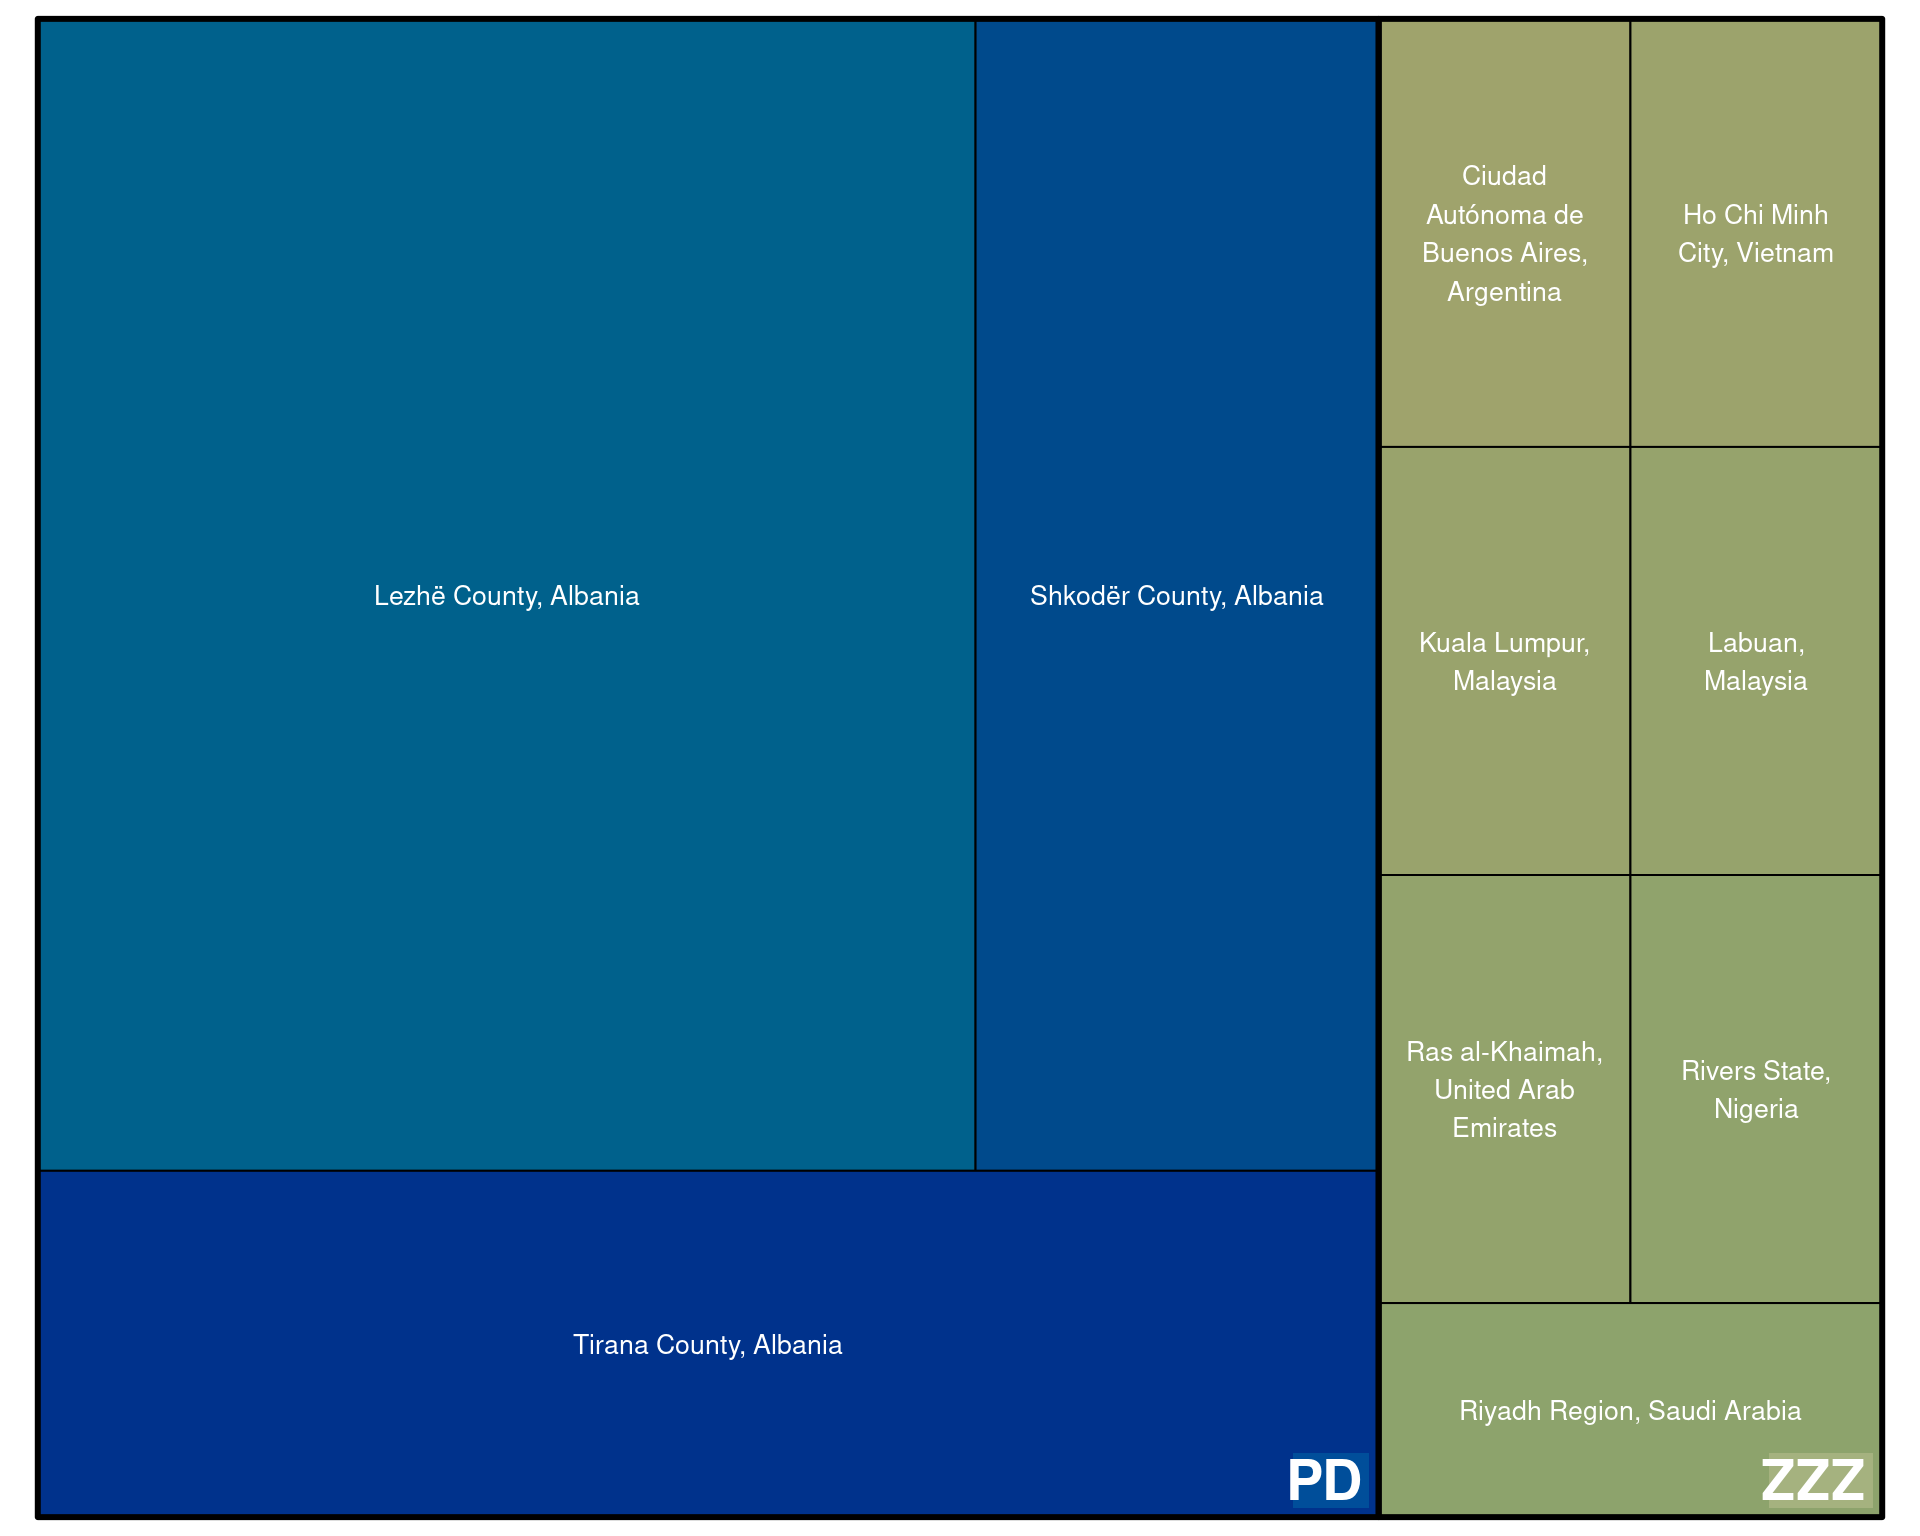 Lezhë County, Albania
Shkodër County, Albania
Tirana County, Albania
PD
Ciudad
Autónoma de
Buenos Aires,
Argentina
Ho Chi Minh
City, Vietnam
Kuala Lumpur,
Malaysia
Labuan,
Malaysia
Ras al-Khaimah,
United Arab
Emirates
Rivers State,
Nigeria
Riyadh Region, Saudi Arabia
ZZZ